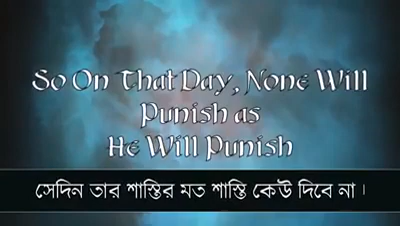 So On That Day, None Will
Punish as
He Will Punish
সেদিন তার শাস্তির মত শাস্তি কেউ দিবে না।